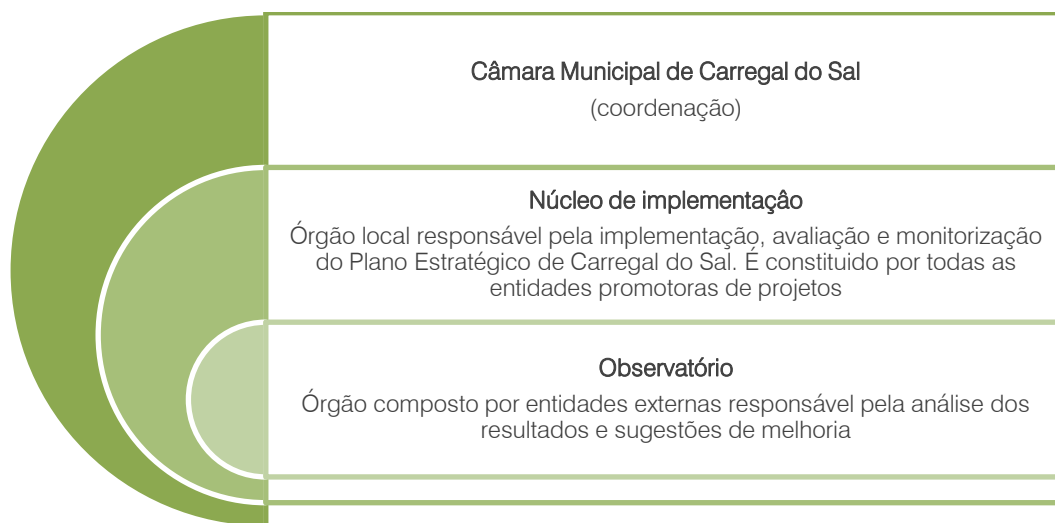 Câmara Municipal de Carregal do Sal
(coordenação)
Núcleo de implementaçâo
Órgão local responsável pela implementação, avaliação e monitorização
do Plano Estratégico de Carregal do Sal. É constituido por todas as
entidades promotoras de projetos
Observatório
Órgão composto por entidades externas responsável pela análise dos
resultados e sugestões de melhoria